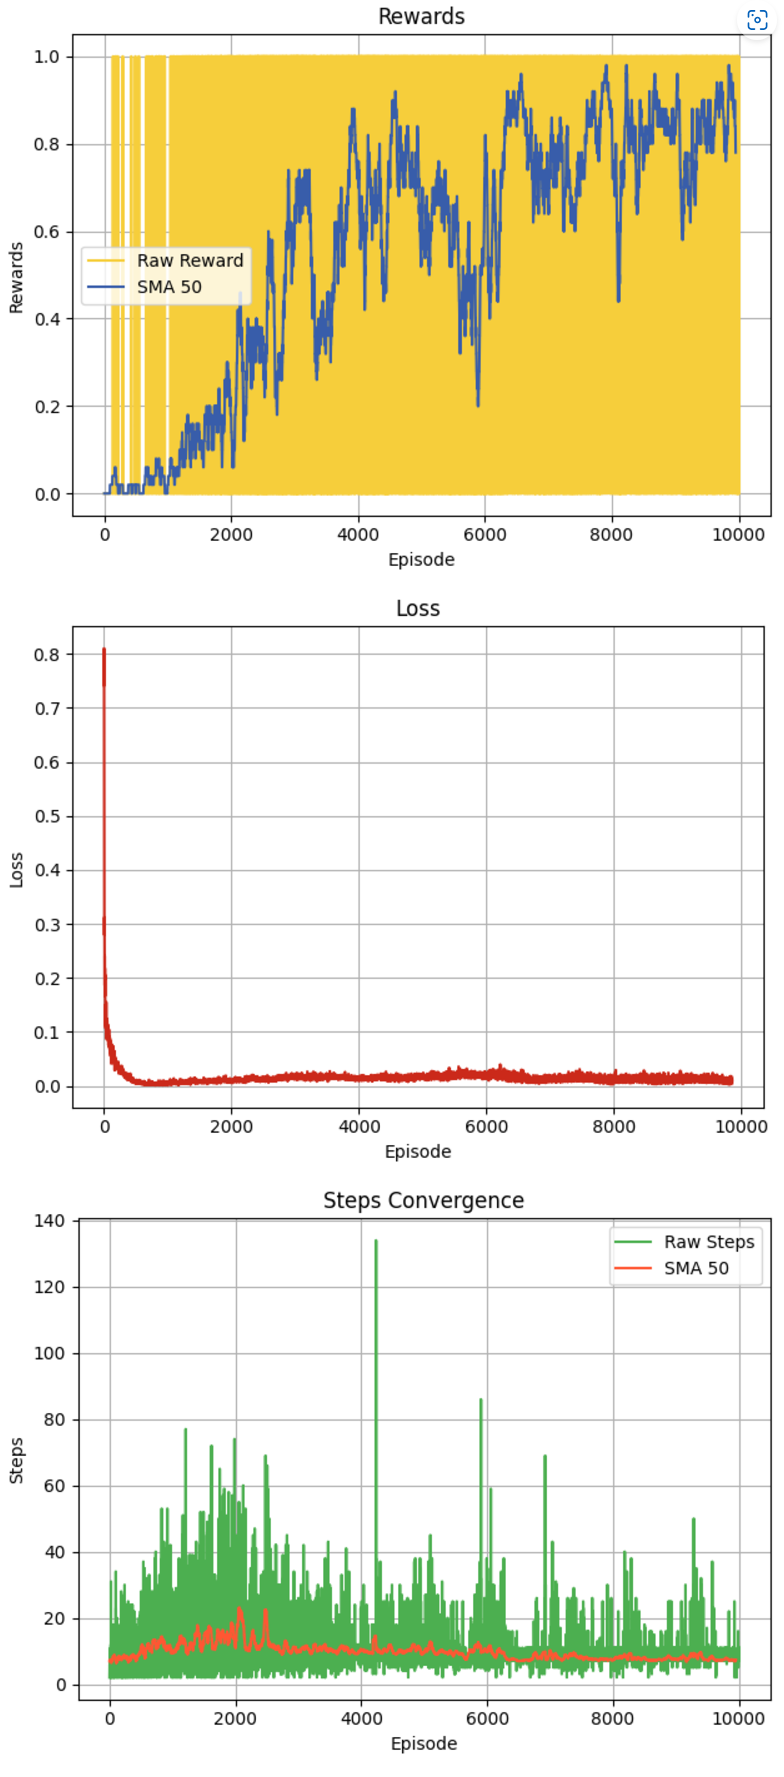 Rewards
1.0
0.8
0.6
0.4
0.2
0.0
Rewards
Raw Reward
SMA 50
0 2000 4000 6000 8000 10000
Episode
Loss
0.8
0.7
0.6
0.5
0.4
0.3
0.2
0.1
0.0
Loss
0 2000 4000 6000 8000 10000
Episode
Steps Convergence
140
120
100
80
60
40
20
0
Steps
Raw Steps
SMA 50
0 2000 4000 6000 8000 10000
Episode